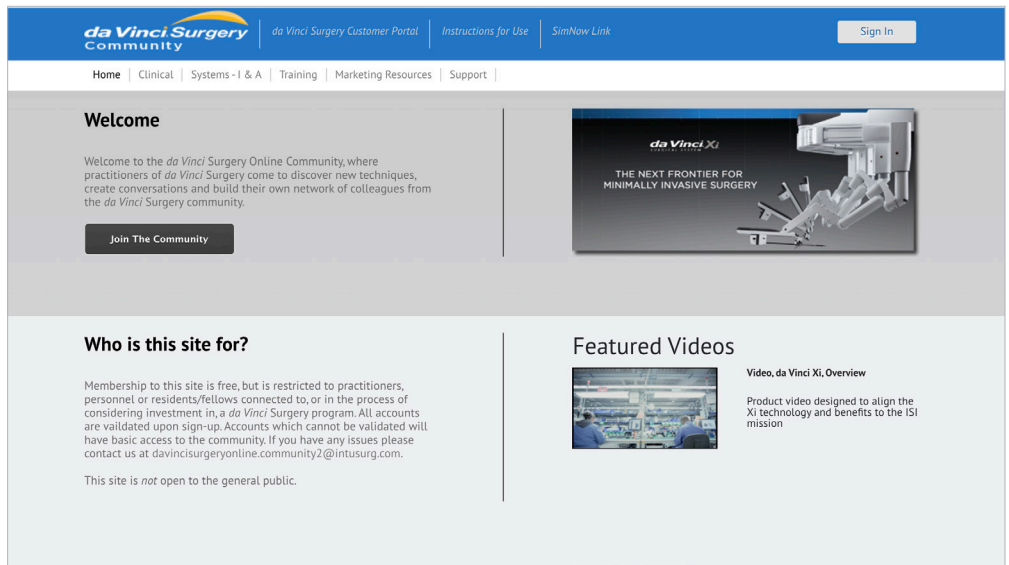 da Vinci Surgery
Community
da Vinci Surgery Customer Portal
Instructions for Use
SimNow Link
Sign In
Home
Clinical
Systems - I & A
Training
Marketing Resources
Support
Welcome
Welcome to the da Vinci Surgery Online Community, where
practitioners of da Vinci Surgery come to discover new techniques,
create conversations and build their own network of colleagues from
the da Vinci Surgery community.
Join The Community
da Vinci Xi
SURGICAL SYSTEM
THE NEXT FRONTIER FOR
MINIMALLY INVASIVE SURGERY
Who is this site for?
Membership to this site is free, but is restricted to practitioners,
personnel or residents/fellows connected to, or in the process of
considering investment in, a da Vinci Surgery program. All accounts
are vaildated upon sign-up. Accounts which cannot be validated will
have basic access to the community. If you have any issues please
contact us at davincisurgeryonline.community2@intusurg.com.
This site is not open to the general public.
Featured Videos
Video, da Vinci Xi, Overview
Product video designed to align the
Xi technology and benefits to the ISI
mission